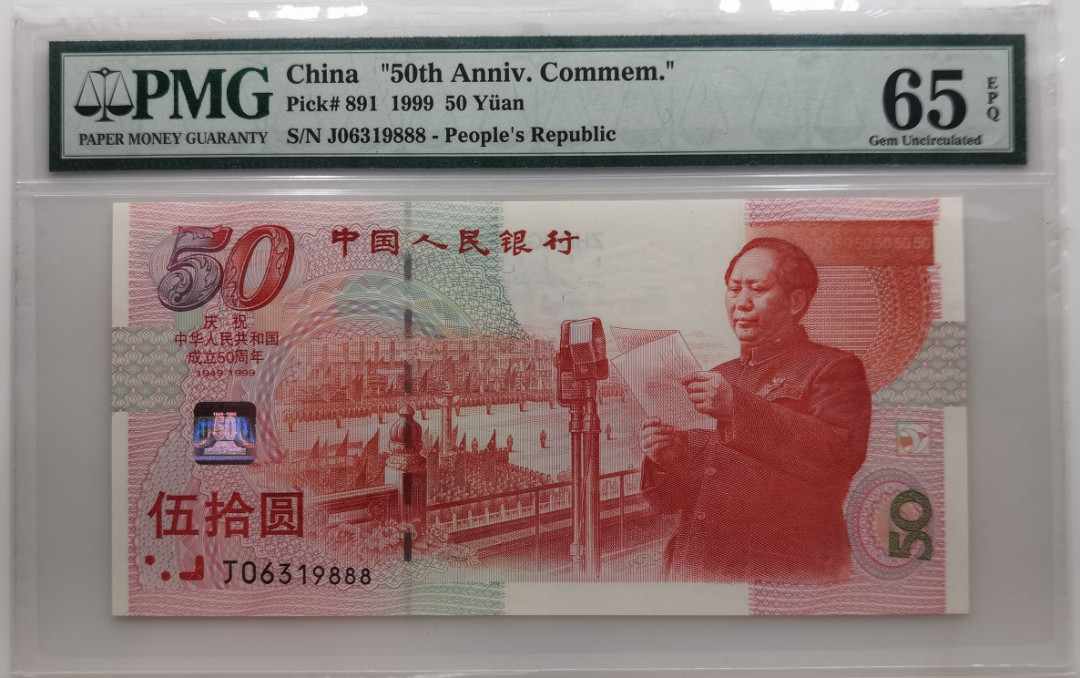 PMG
PAPER MONEY GUARANTY
China "50th Anniv. Commem."
Pick# 891 1999 50 Yüan
S/N J06319888 - People's Republic
65
EPQ
Gem Uncirculated
50
中国人民银行
庆祝
中华人民共和国
成立50周年
1949-1999
伍拾圆
J06319888
50